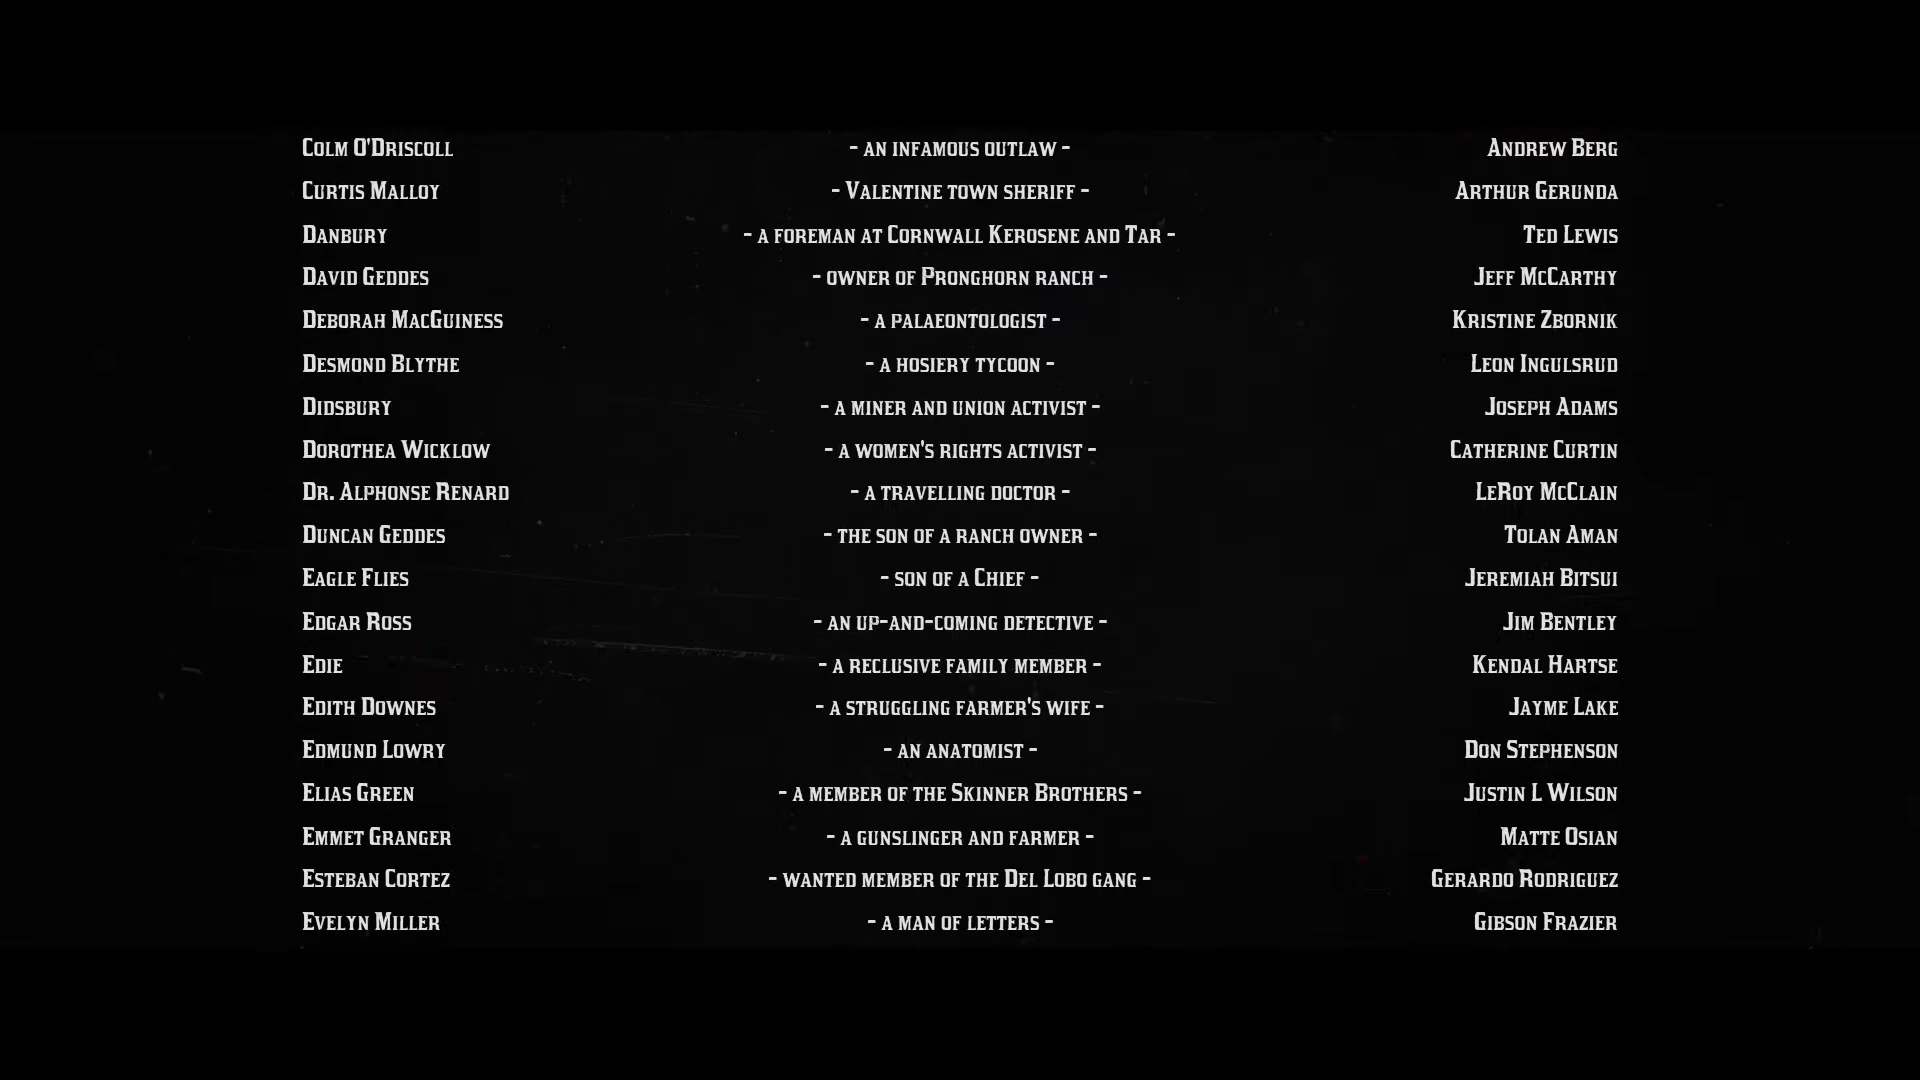 Colm O'Driscoll - an infamous outlaw - Andrew Berg
Curtis Malloy - Valentine town sheriff - Arthur Gerunda
Danbury - a foreman at Cornwall Kerosene and Tar - Ted Lewis
David Geddes - owner of Pronghorn ranch - Jeff McCarthy
Deborah MacGuiness - a palaeontologist - Kristine Zbornik
Desmond Blythe - a hosiery tycoon - Leon Ingulsrud
Didsbury - a miner and union activist - Joseph Adams
Dorothea Wicklow - a women's rights activist - Catherine Curtin
Dr. Alphonse Renard - a travelling doctor - LeRoy McClain
Duncan Geddes - the son of a ranch owner - Tolan Aman
Eagle Flies - son of a Chief - Jeremiah Bitsui
Edgar Ross - an up-and-coming detective - Jim Bentley
Edie - a reclusive family member - Kendal Hartse
Edith Downes - a struggling farmer's wife - Jayme Lake
Edmund Lowry - an anatomist - Don Stephenson
Elias Green - a member of the Skinner Brothers - Justin L Wilson
Emmet Granger - a gunslinger and farmer - Matte Osian
Esteban Cortez - wanted member of the Del Lobo gang - Gerardo Rodriguez
Evelyn Miller - a man of letters - Gibson Frazier